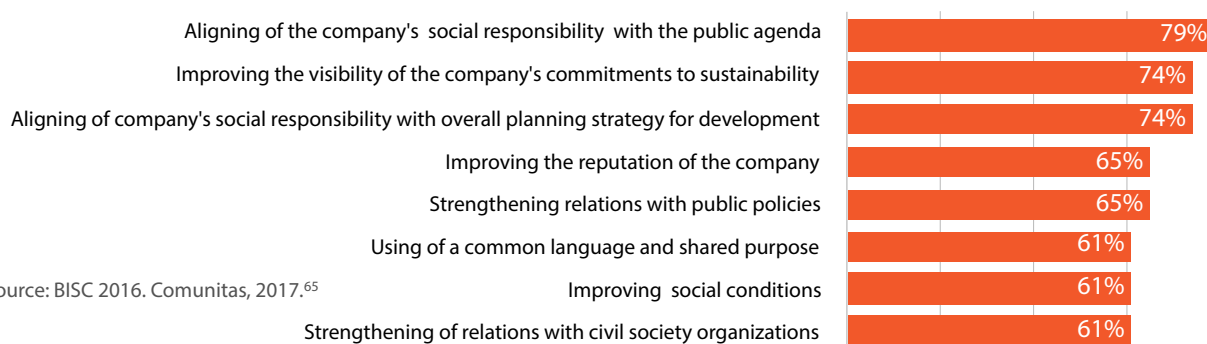 Aligning of the company's social responsibility with the public agenda 79%
Improving the visibility of the company's commitments to sustainability 74%
Aligning of company's social responsibility with overall planning strategy for development 74%
Improving the reputation of the company 65%
Strengthening relations with public policies 65%
Using of a common language and shared purpose 61%
ource: BISC 2016. Comunitas, 2017.⁶⁵ Improving social conditions 61%
Strengthening of relations with civil society organizations 61%